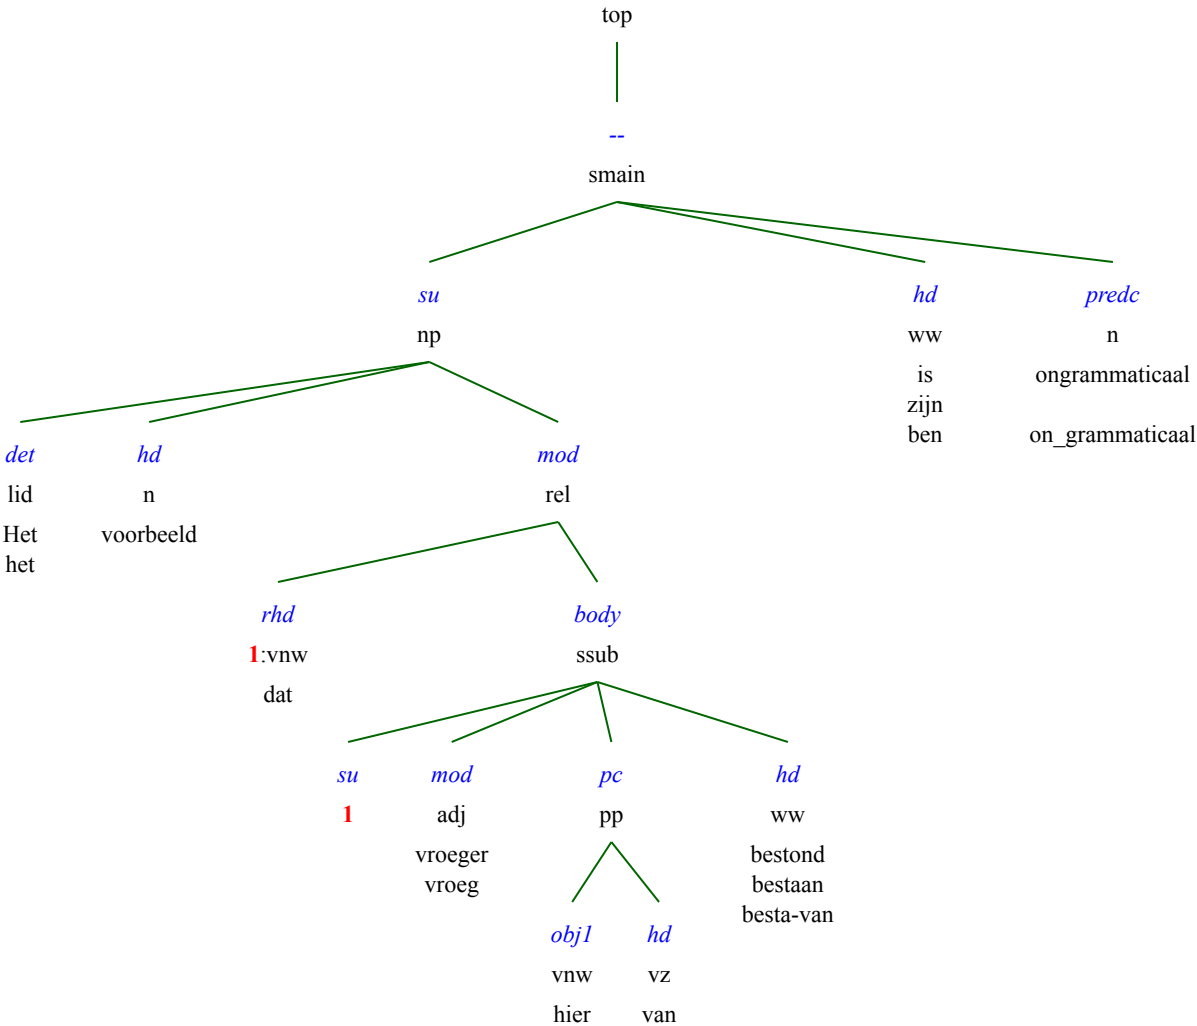 top
--
smain
su hd predc
np ww n
is ongrammaticaal
zijn
ben on_grammaticaal
det hd mod
lid n rel
Het voorbeeld
het
rhd body
1:vnw ssub
dat
su mod pc hd
1 adj pp ww
vroeger bestond
vroeg bestaan
besta-van
obj1 hd
vnw vz
hier van